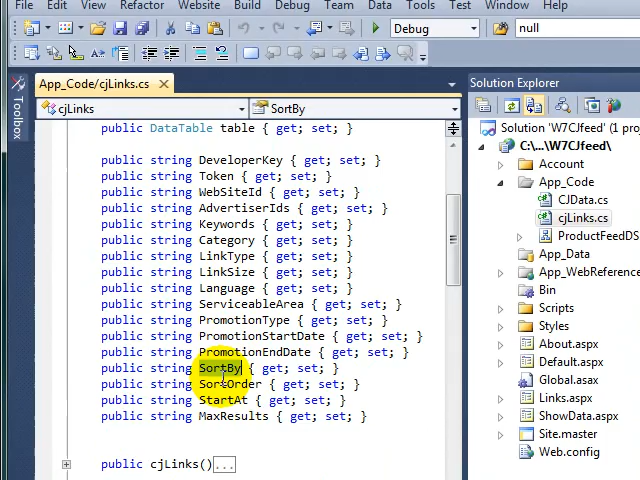 File Edit View Refactor Website Build Debug Team Data Tools Test Analyze Window
Debug null
App_Code/cjLinks.cs
Solution Explorer
cjLinks SortBy
Toolbox
public DataTable table { get; set; }
public string DeveloperKey { get; set; }
public string Token { get; set; }
public string WebSiteId { get; set; }
public string AdvertiserIds { get; set; }
public string Keywords { get; set; }
public string Category { get; set; }
public string LinkType { get; set; }
public string LinkSize { get; set; }
public string Language { get; set; }
public string ServiceableArea { get; set; }
public string PromotionType { get; set; }
public string PromotionStartDate { get; set; }
public string PromotionEndDate { get; set; }
public string SortBy { get; set; }
public string SortOrder { get; set; }
public string StartAt { get; set; }
public string MaxResults { get; set; }
public cjLinks()...
Solution 'W7CJfeed' (1 proj
C:\...\W7CJfeed\
Account
App_Code
CJData.cs
cjLinks.cs
ProductFeedDS
App_Data
App_WebReference
Bin
Scripts
Styles
About.aspx
Default.aspx
Global.asax
Links.aspx
ShowData.aspx
Site.master
Web.config